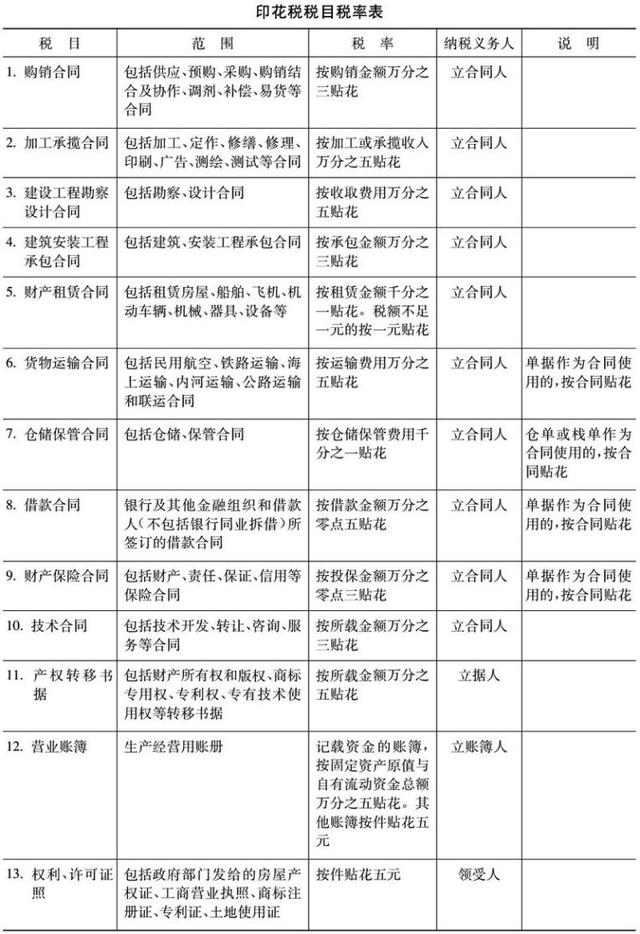 印花税税目税率表
税 目 范 围 税 率 纳税义务人 说 明
1. 购销合同 包括供应、预购、采购、购销结 按购销金额万分之 立合同人
合及协作、调剂、补偿、易货等 三贴花
合同
2. 加工承揽合同 包括加工、定作、修缮、修理、 按加工或承揽收入 立合同人
印刷、广告、测绘、测试等合同 万分之五贴花
3. 建设工程勘察 包括勘察、设计合同 按收取费用万分之 立合同人
设计合同 五贴花
4. 建筑安装工程 包括建筑、安装工程承包合同 按承包金额万分之 立合同人
承包合同 三贴花
5. 财产租赁合同 包括租赁房屋、船舶、飞机、机 按租赁金额千分之 立合同人
动车辆、机械、器具、设备等 一贴花。税额不足
一元的按一元贴花
6. 货物运输合同 包括民用航空、铁路运输、海 按运输费用万分之 立合同人 单据作为合同使
上运输、内河运输、公路运输 五贴花 用的,按合同贴花
和联运合同
7. 仓储保管合同 包括仓储、保管合同 按仓储保管费用千 立合同人 仓单或栈单作为
分之一贴花 合同使用的,按合
同贴花
8. 借款合同 银行及其他金融组织和借款 按借款金额万分之 立合同人 单据作为合同使
人(不包括银行同业拆借)所 零点五贴花 用的,按合同贴花
签订的借款合同
9. 财产保险合同 包括财产、责任、保证、信用等 按投保金额万分之 立合同人 单据作为合同使
保险合同 零点三贴花 用的,按合同贴花
10. 技术合同 包括技术开发、转让、咨询、服 按所载金额万分之 立合同人
务等合同 三贴花
11. 产权转移书 包括财产所有权和版权、商标 按所载金额万分之 立据人
据 专用权、专利权、专有技术使 五贴花
用权等转移书据
12. 营业账簿 生产经营用账册 记载资金的账簿, 立账簿人
按固定资产原值与
自有流动资金总额
万分之五贴花。其
他账簿按件贴花五
元
13. 权利、许可证 包括政府部门发给的房屋产 按件贴花五元 领受人
照 权证、工商营业执照、商标注
册证、专利证、土地使用证